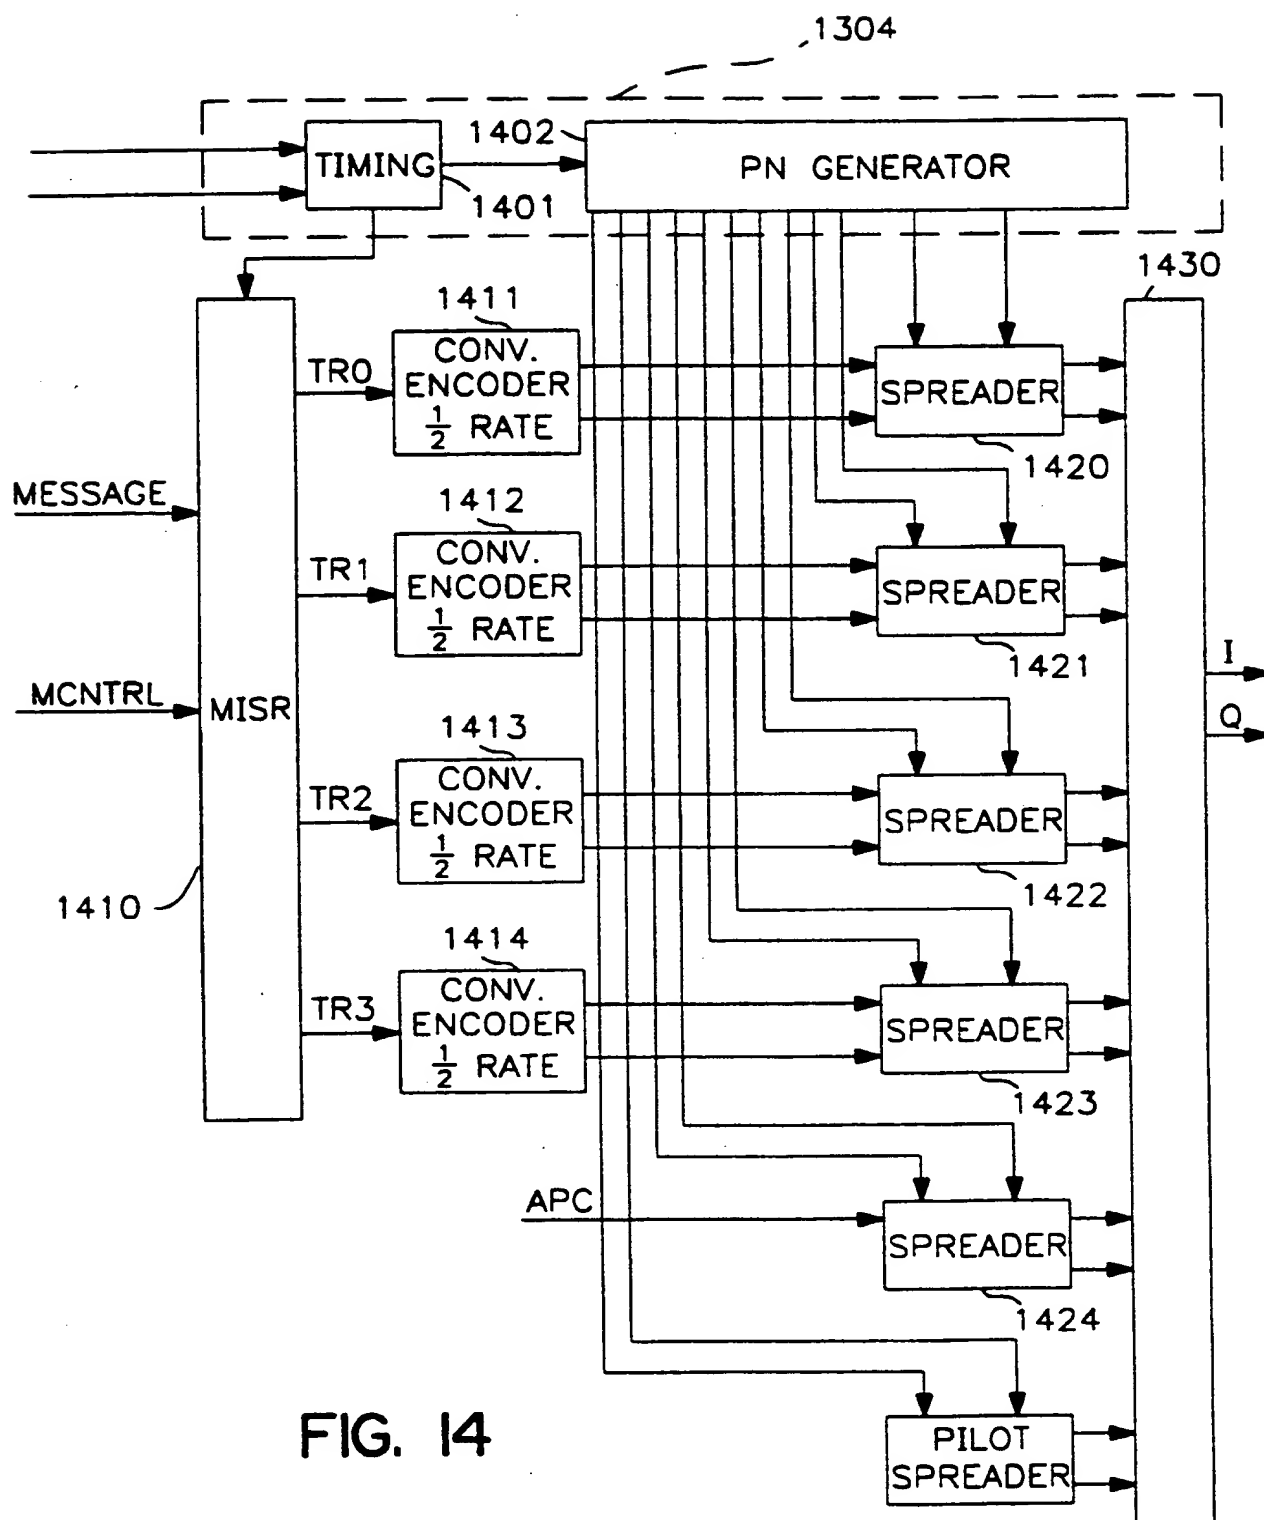 1304
1402
TIMING
PN GENERATOR
1401
1430
1411
CONV.
ENCODER
1/2 RATE
TR0
SPREADER
1420
MESSAGE
1412
CONV.
ENCODER
1/2 RATE
TR1
SPREADER
1421
I
MCNTRL
MISR
Q
1413
CONV.
ENCODER
1/2 RATE
TR2
SPREADER
1422
1410
1414
CONV.
ENCODER
1/2 RATE
TR3
SPREADER
1423
APC
SPREADER
1424
PILOT
SPREADER
FIG. 14